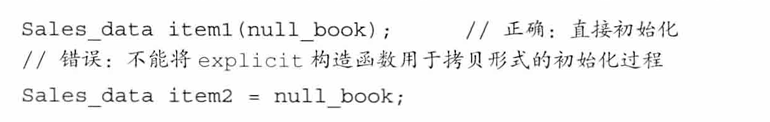 Sales_data item1(null_book);      // 正确：直接初始化
// 错误：不能将 explicit 构造函数用于拷贝形式的初始化过程
Sales_data item2 = null_book;